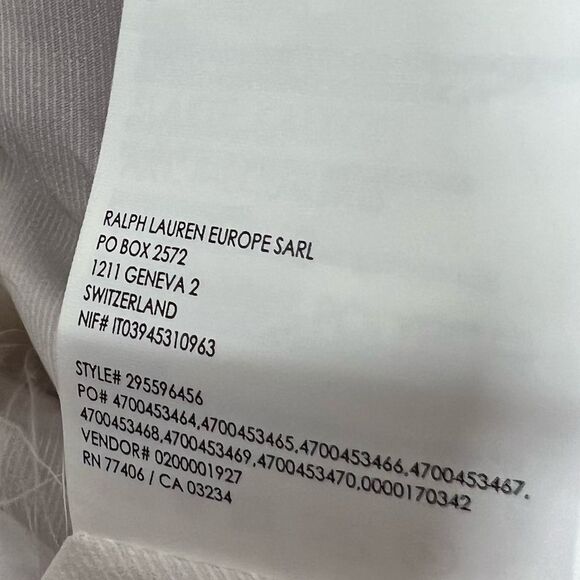 RALPH LAUREN EUROPE SARL
PO BOX 2572
1211 GENEVA 2
SWITZERLAND
NIF# IT03945310963
STYLE# 295596456
PO# 4700453464,4700453465,4700453466,4700453467,
4700453468,4700453469,4700453470,0000170342
VENDOR# 0200001927
RN 77406 / CA 03234